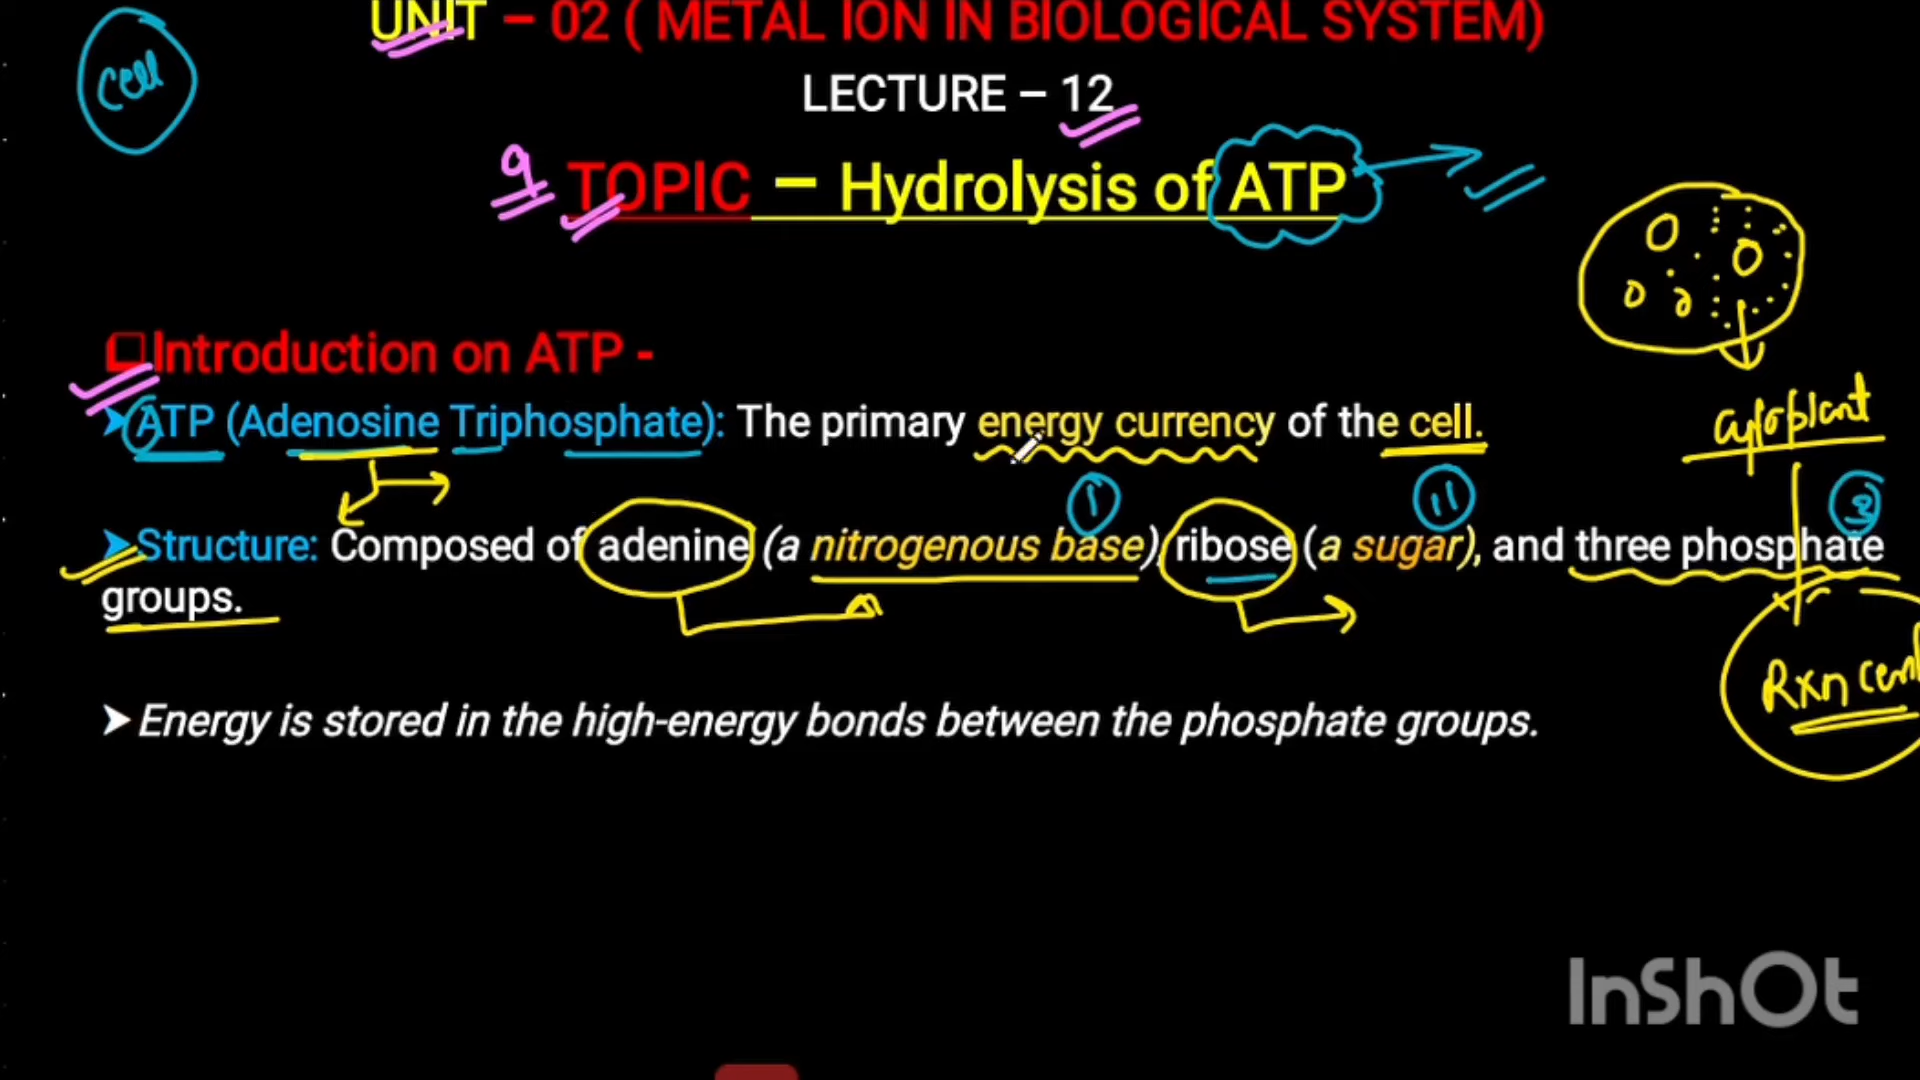 UNIT – 02 ( METAL ION IN BIOLOGICAL SYSTEM)
cell
LECTURE – 12
9 TOPIC – Hydrolysis of ATP
❑Introduction on ATP -
➤ATP (Adenosine Triphosphate): The primary energy currency of the cell.
➤Structure: Composed of adenine (a nitrogenous base), ribose (a sugar), and three phosphate
groups.
Rxn cent
➤Energy is stored in the high-energy bonds between the phosphate groups.
InShOt